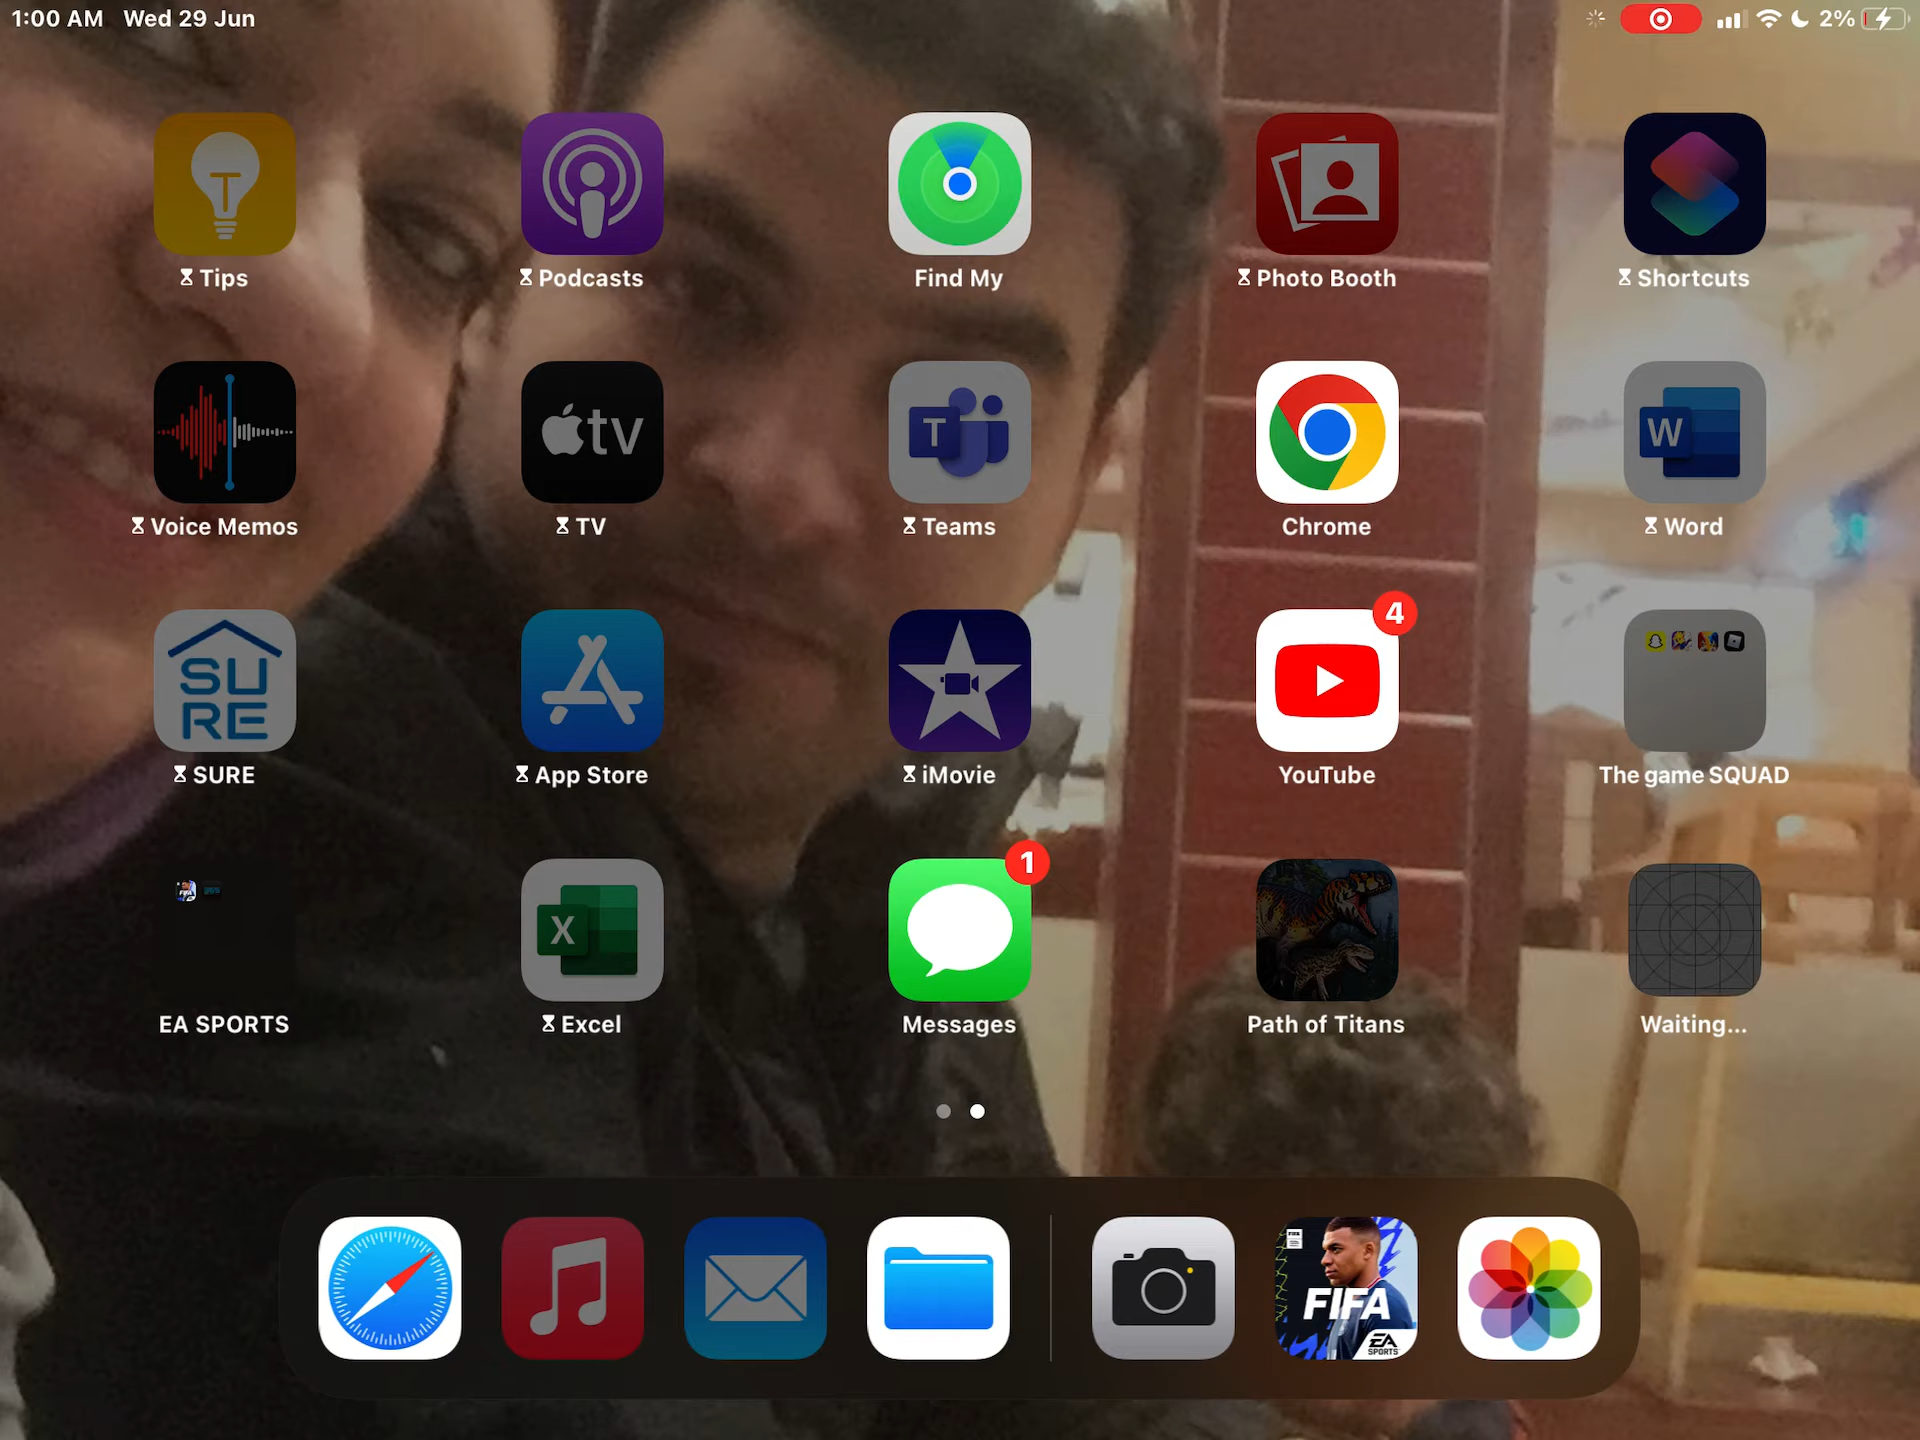 1:00 AM Wed 29 Jun
2%
Tips
Podcasts
Find My
Photo Booth
Shortcuts
tv
T
W
Voice Memos
TV
Teams
Chrome
Word
SURE
4
SURE
App Store
iMovie
YouTube
The game SQUAD
X
1
EA SPORTS
Excel
Messages
Path of Titans
Waiting...
FIFA
EA SPORTS